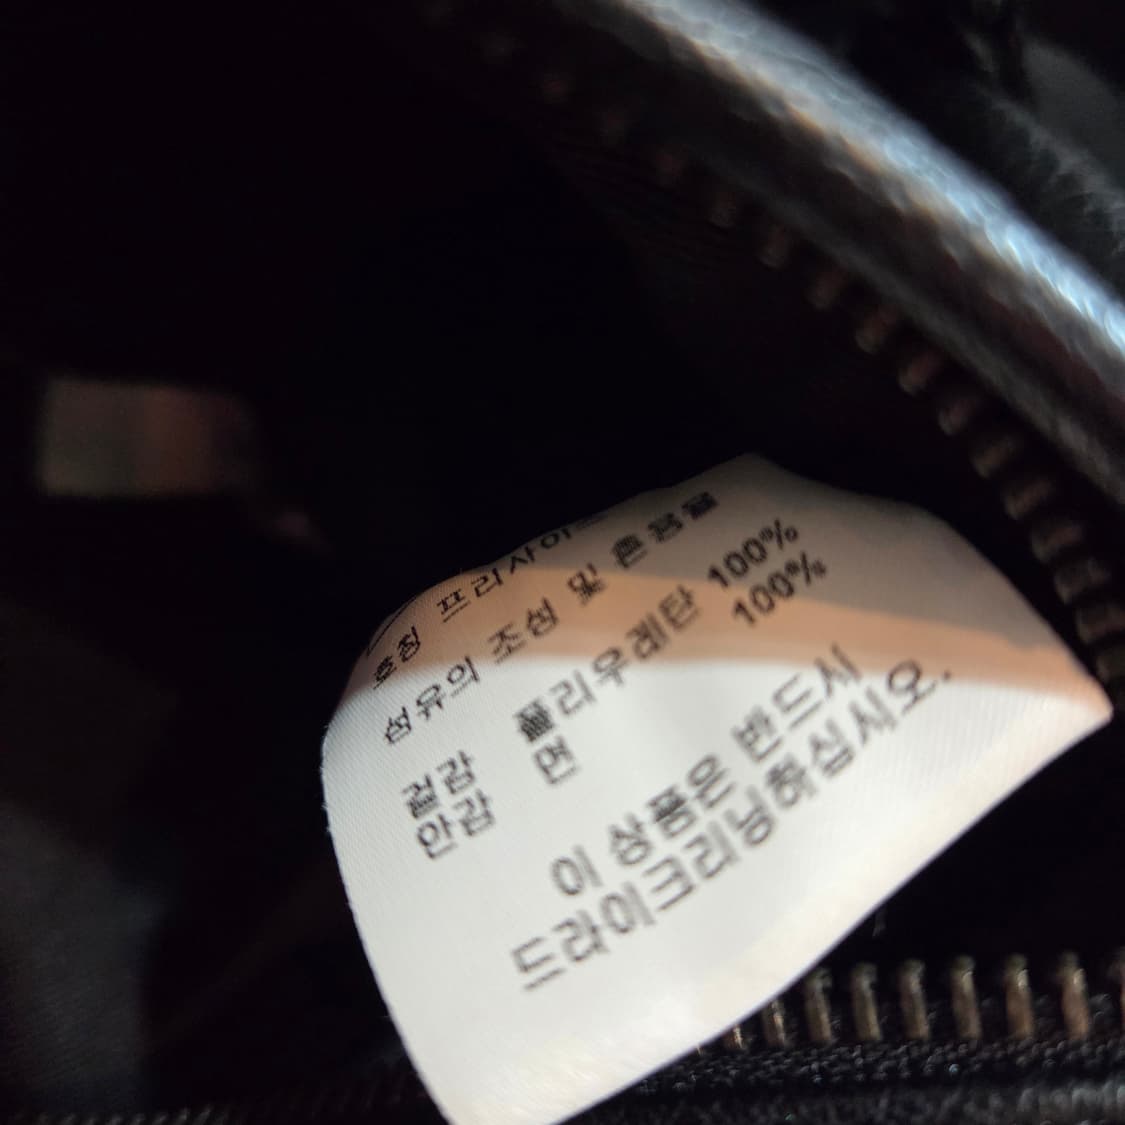 호칭 프리사이즈
섬유의 조성 및 혼용률
겉감 폴리우레탄 100%
안감 면 100%
이 상품은 반드시
드라이크리닝하십시오.